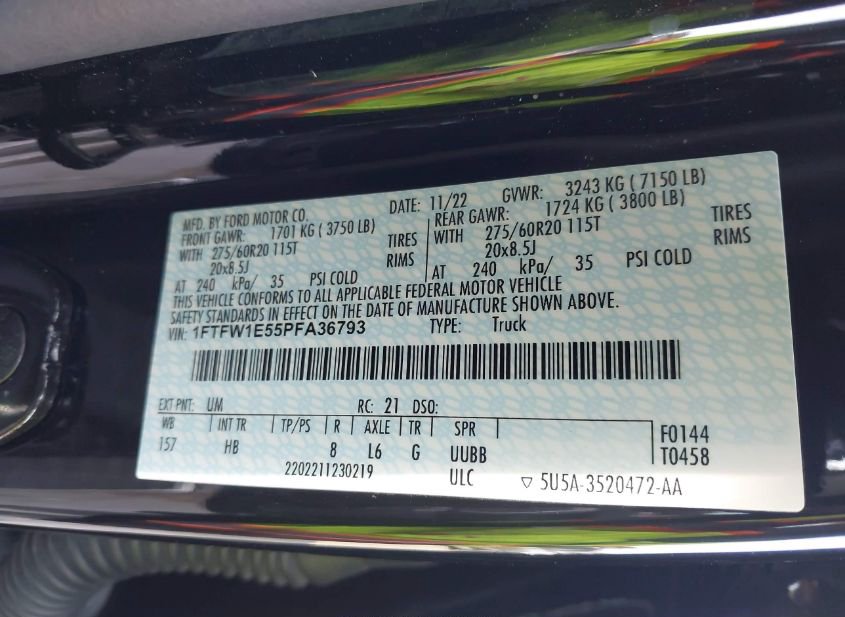 MFD. BY FORD MOTOR CO. DATE: 11/22 GVWR: 3243 KG ( 7150 LB)
FRONT GAWR: 1701 KG ( 3750 LB) REAR GAWR: 1724 KG ( 3800 LB)
WITH 275/60R20 115T TIRES WITH 275/60R20 115T TIRES
20x8.5J RIMS 20x8.5J RIMS
AT 240 kPa/ 35 PSI COLD AT 240 kPa/ 35 PSI COLD
THIS VEHICLE CONFORMS TO ALL APPLICABLE FEDERAL MOTOR VEHICLE
SAFETY STANDARDS IN EFFECT ON THE DATE OF MANUFACTURE SHOWN ABOVE.
VIN: 1FTFW1E55PFA36793 TYPE: Truck
EXT PNT: UM RC: 21 DSO:
WB INT TR TP/PS R AXLE TR SPR F0144
157 HB 8 L6 G UUBB T0458
2202211230219 ULC ▽ 5U5A-3520472-AA